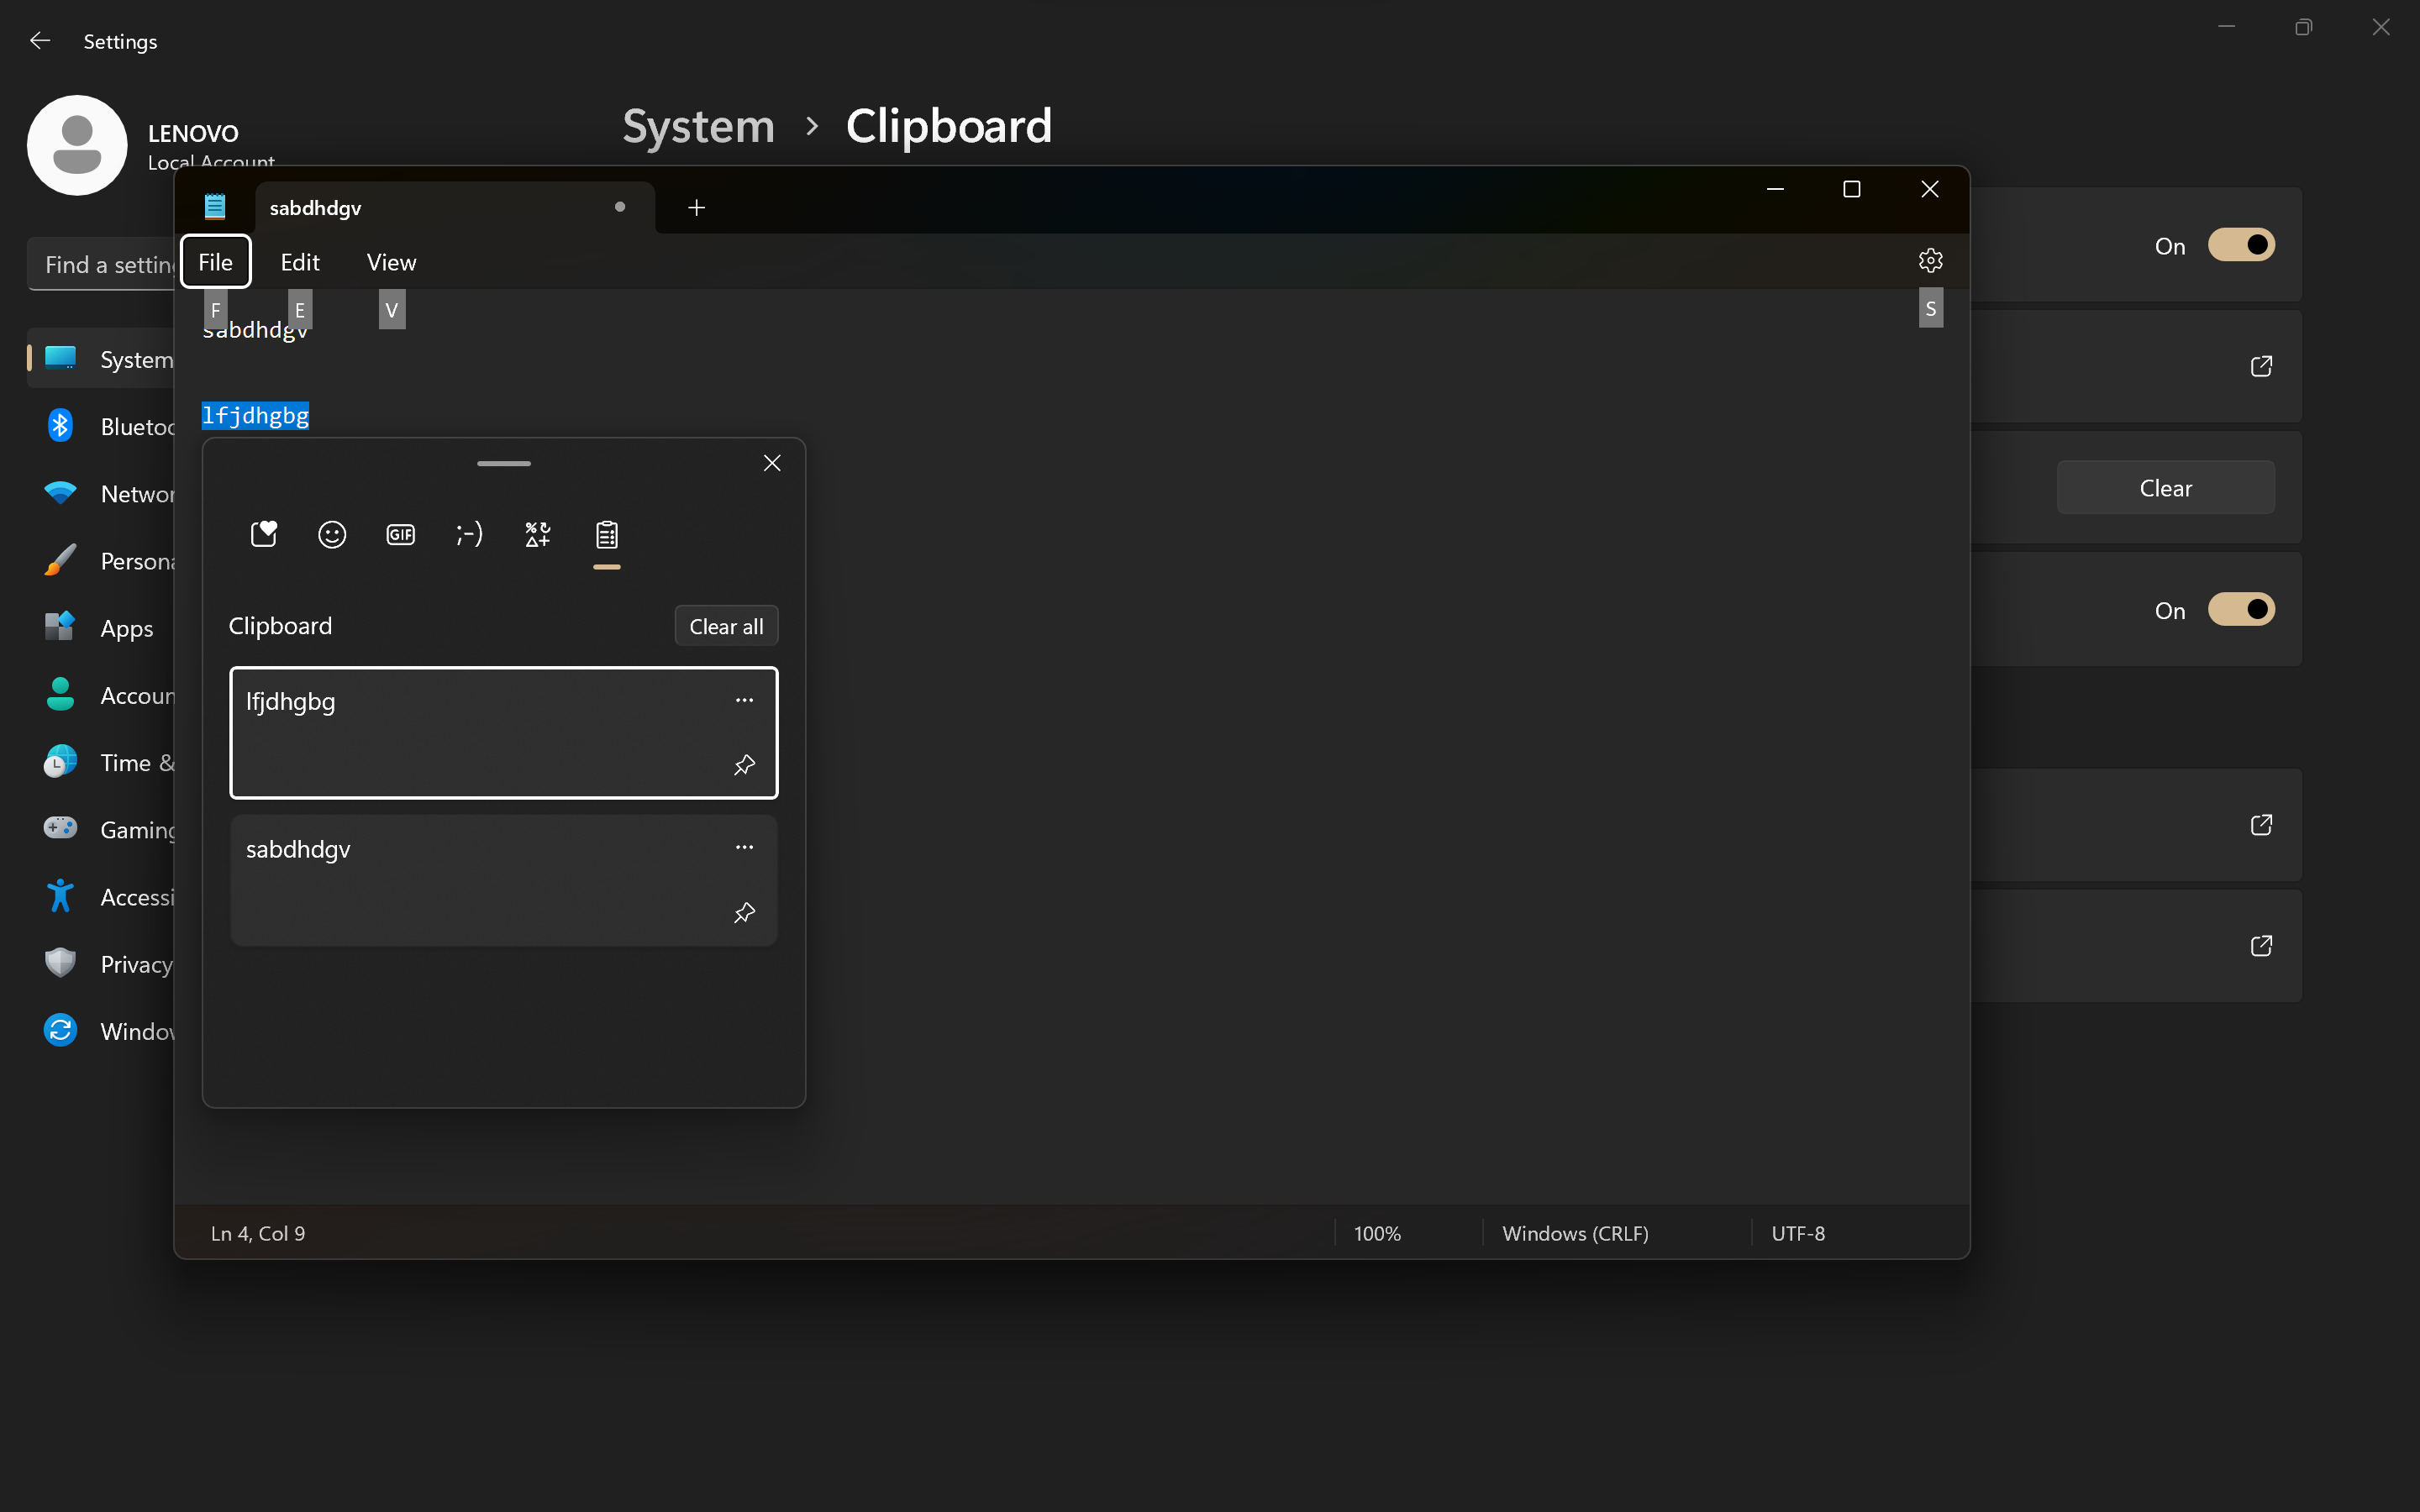 Settings
LENOVO
Local Account
System > Clipboard
sabdhdgv
File Edit View
F E V S
sabdhdgv
lfjdhgbg
Find a setting
System
Bluetoo
Networ
Persona
Apps
Accoun
Time &
Gaming
Accessi
Privacy
Window
GIF
;-)
Clipboard
Clear all
lfjdhgbg
sabdhdgv
On
Clear
On
Ln 4, Col 9
100%
Windows (CRLF)
UTF-8